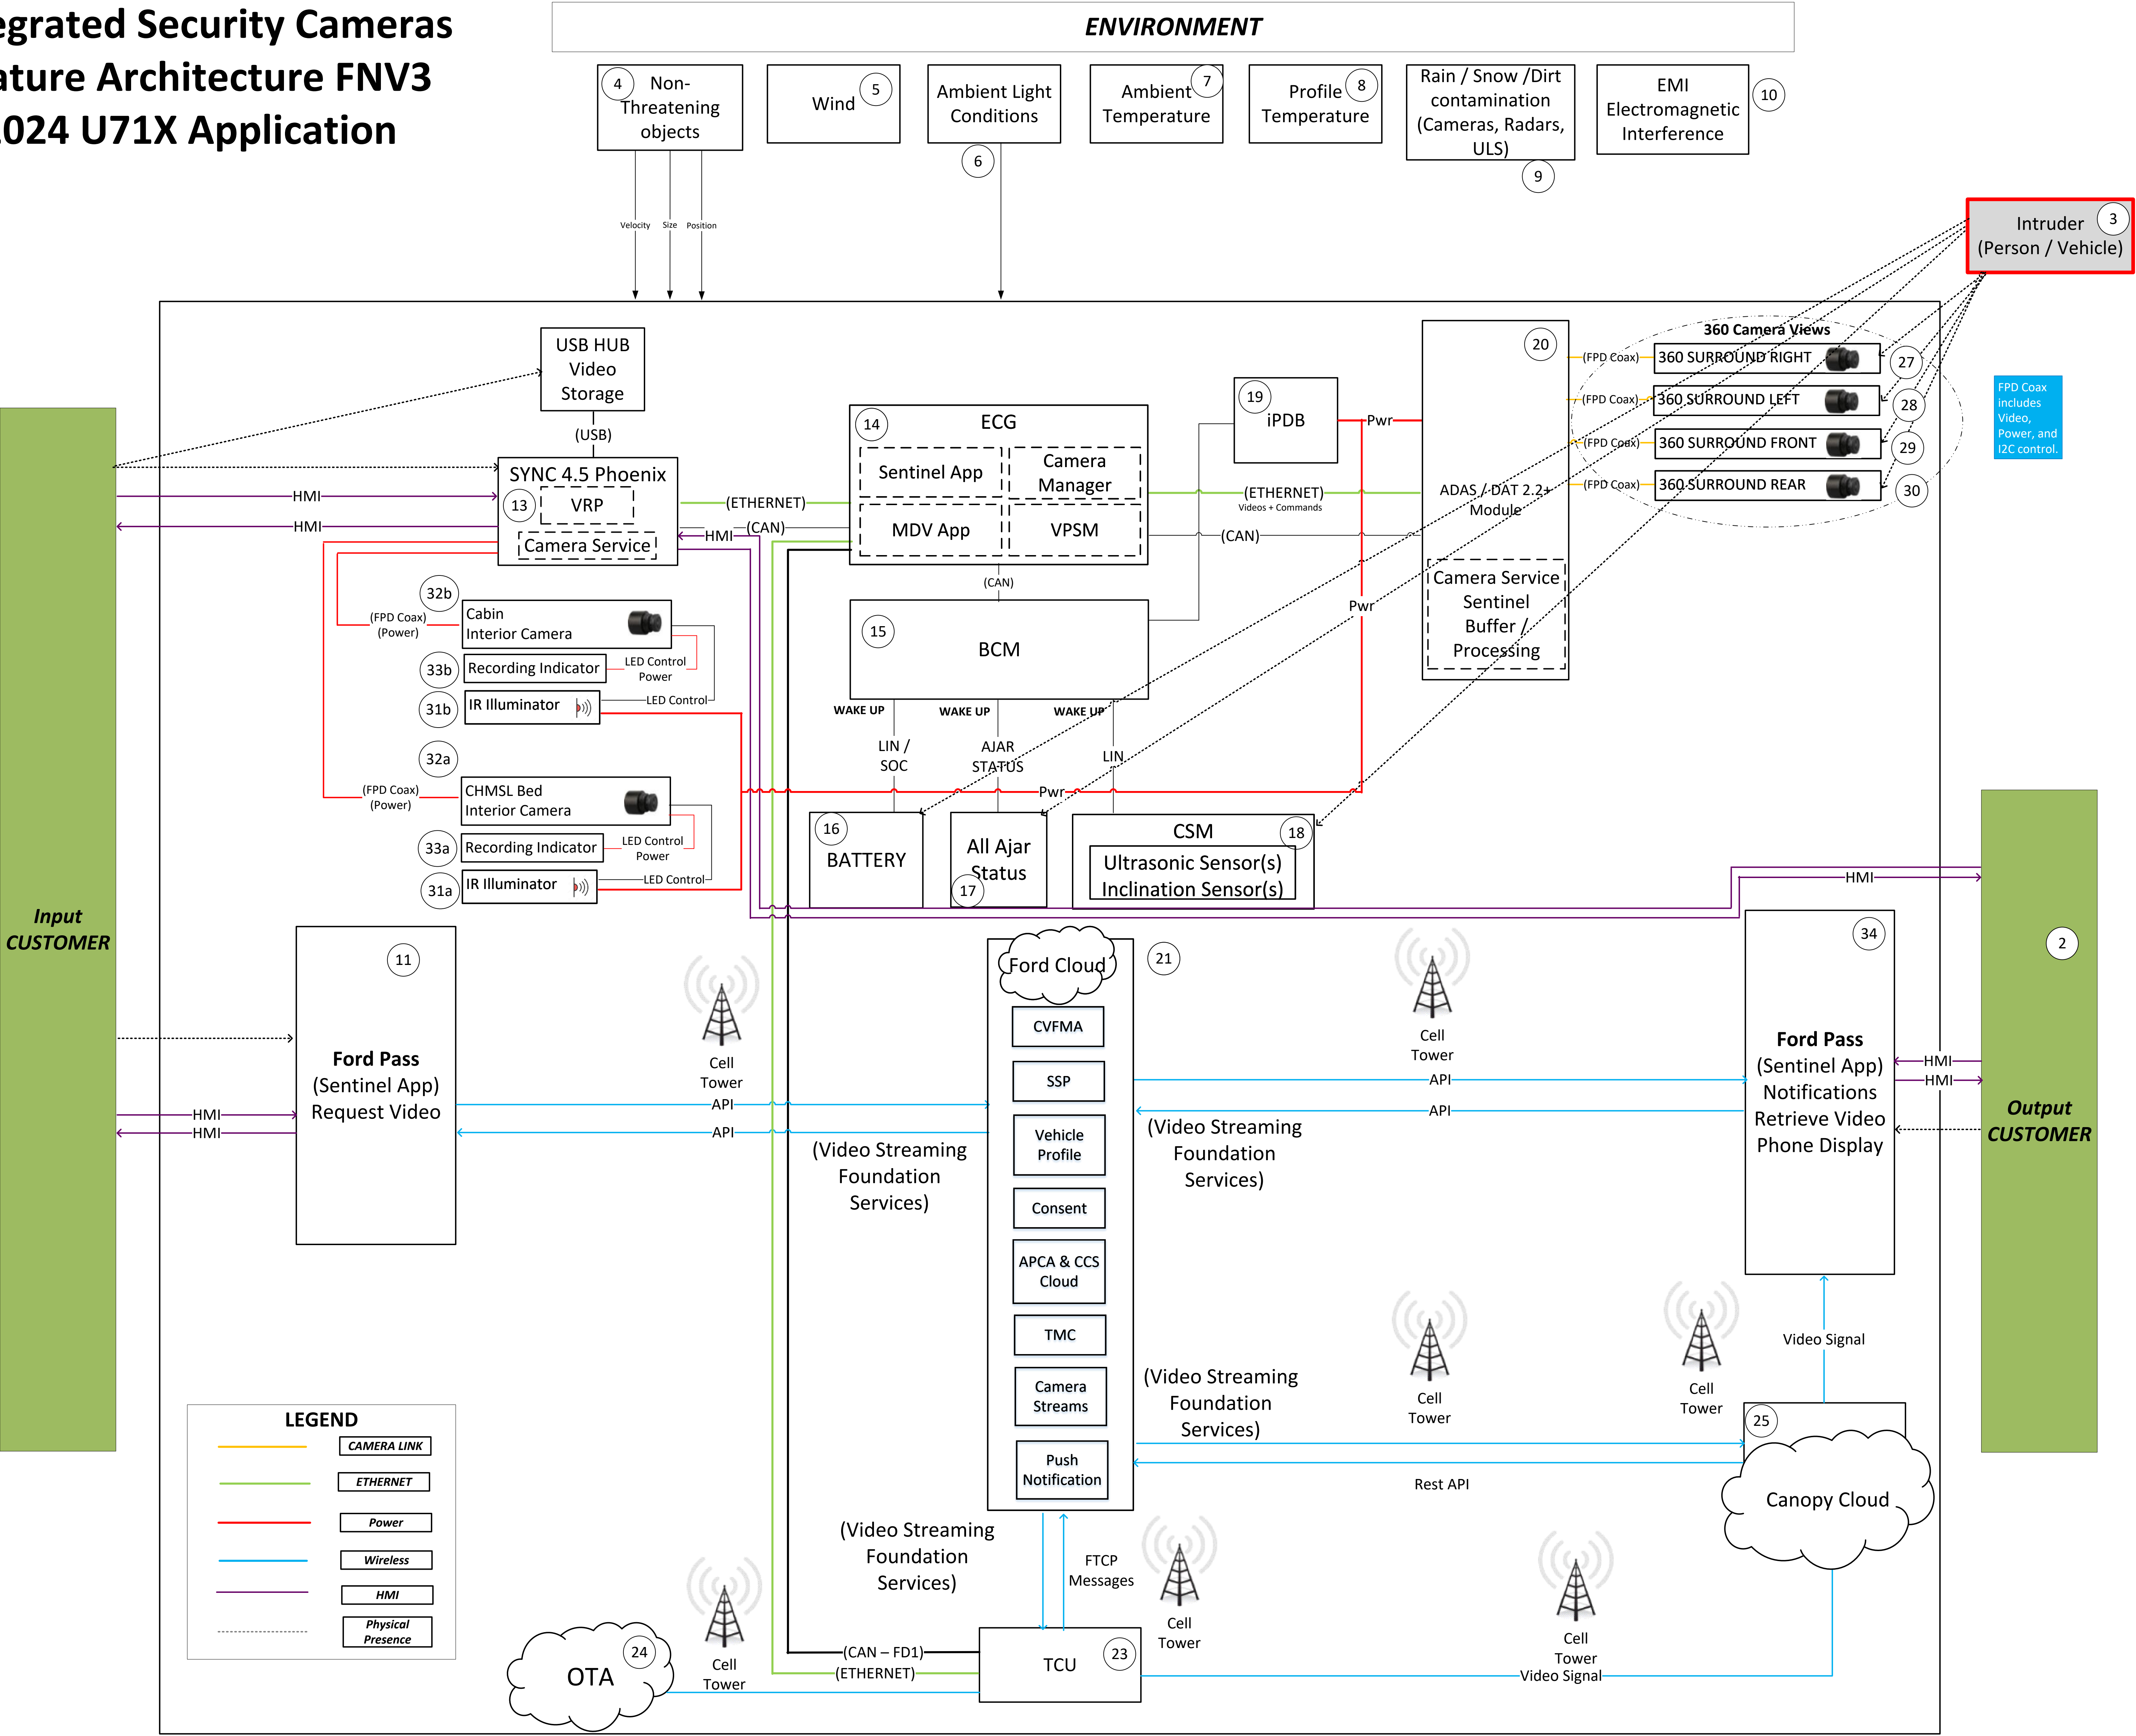 egrated Security Cameras
ature Architecture FNV3
2024 U71X Application
ENVIRONMENT
4
Non-
Threatening
objects
Wind
5
Ambient Light
Conditions
6
Ambient
Temperature
7
Profile
Temperature
8
Rain / Snow /Dirt
contamination
(Cameras, Radars,
ULS)
9
EMI
Electromagnetic
Interference
10
Velocity
Size
Position
Intruder
(Person / Vehicle)
3
USB HUB
Video
Storage
(USB)
SYNC 4.5 Phoenix
13
VRP
Camera Service
HMI
HMI
(ETHERNET)
(CAN)
HMI
14
ECG
Sentinel App
Camera
Manager
MDV App
VPSM
(CAN)
19
iPDB
Pwr
(ETHERNET)
Videos + Commands
(CAN)
20
ADAS / DAT 2.2+
Module
Camera Service
Sentinel
Buffer /
Processing
360 Camera Views
(FPD Coax)
360 SURROUND RIGHT
27
(FPD Coax)
360 SURROUND LEFT
28
(FPD Coax)
360 SURROUND FRONT
29
(FPD Coax)
360 SURROUND REAR
30
FPD Coax
includes
Video,
Power, and
I2C control.
32b
(FPD Coax)
(Power)
Cabin
Interior Camera
33b
Recording Indicator
LED Control
Power
31b
IR Illuminator
LED Control
32a
(FPD Coax)
(Power)
CHMSL Bed
Interior Camera
33a
Recording Indicator
LED Control
Power
31a
IR Illuminator
LED Control
15
BCM
Pwr
WAKE UP
WAKE UP
WAKE UP
LIN /
SOC
AJAR
STATUS
LIN
Pwr
16
BATTERY
All Ajar
Status
17
CSM
18
Ultrasonic Sensor(s)
Inclination Sensor(s)
HMI
Input
CUSTOMER
11
Ford Pass
(Sentinel App)
Request Video
HMI
HMI
Cell
Tower
API
API
(Video Streaming
Foundation
Services)
Ford Cloud
21
CVFMA
SSP
Vehicle
Profile
Consent
APCA & CCS
Cloud
TMC
Camera
Streams
Push
Notification
Cell
Tower
API
API
(Video Streaming
Foundation
Services)
34
Ford Pass
(Sentinel App)
Notifications
Retrieve Video
Phone Display
HMI
HMI
2
Output
CUSTOMER
Video Signal
Cell
Tower
Cell
Tower
(Video Streaming
Foundation
Services)
Rest API
25
Canopy Cloud
LEGEND
CAMERA LINK
ETHERNET
Power
Wireless
HMI
Physical
Presence
(Video Streaming
Foundation
Services)
FTCP
Messages
Cell
Tower
Cell
Tower
Video Signal
OTA
24
Cell
Tower
(CAN – FD1)
(ETHERNET)
TCU
23